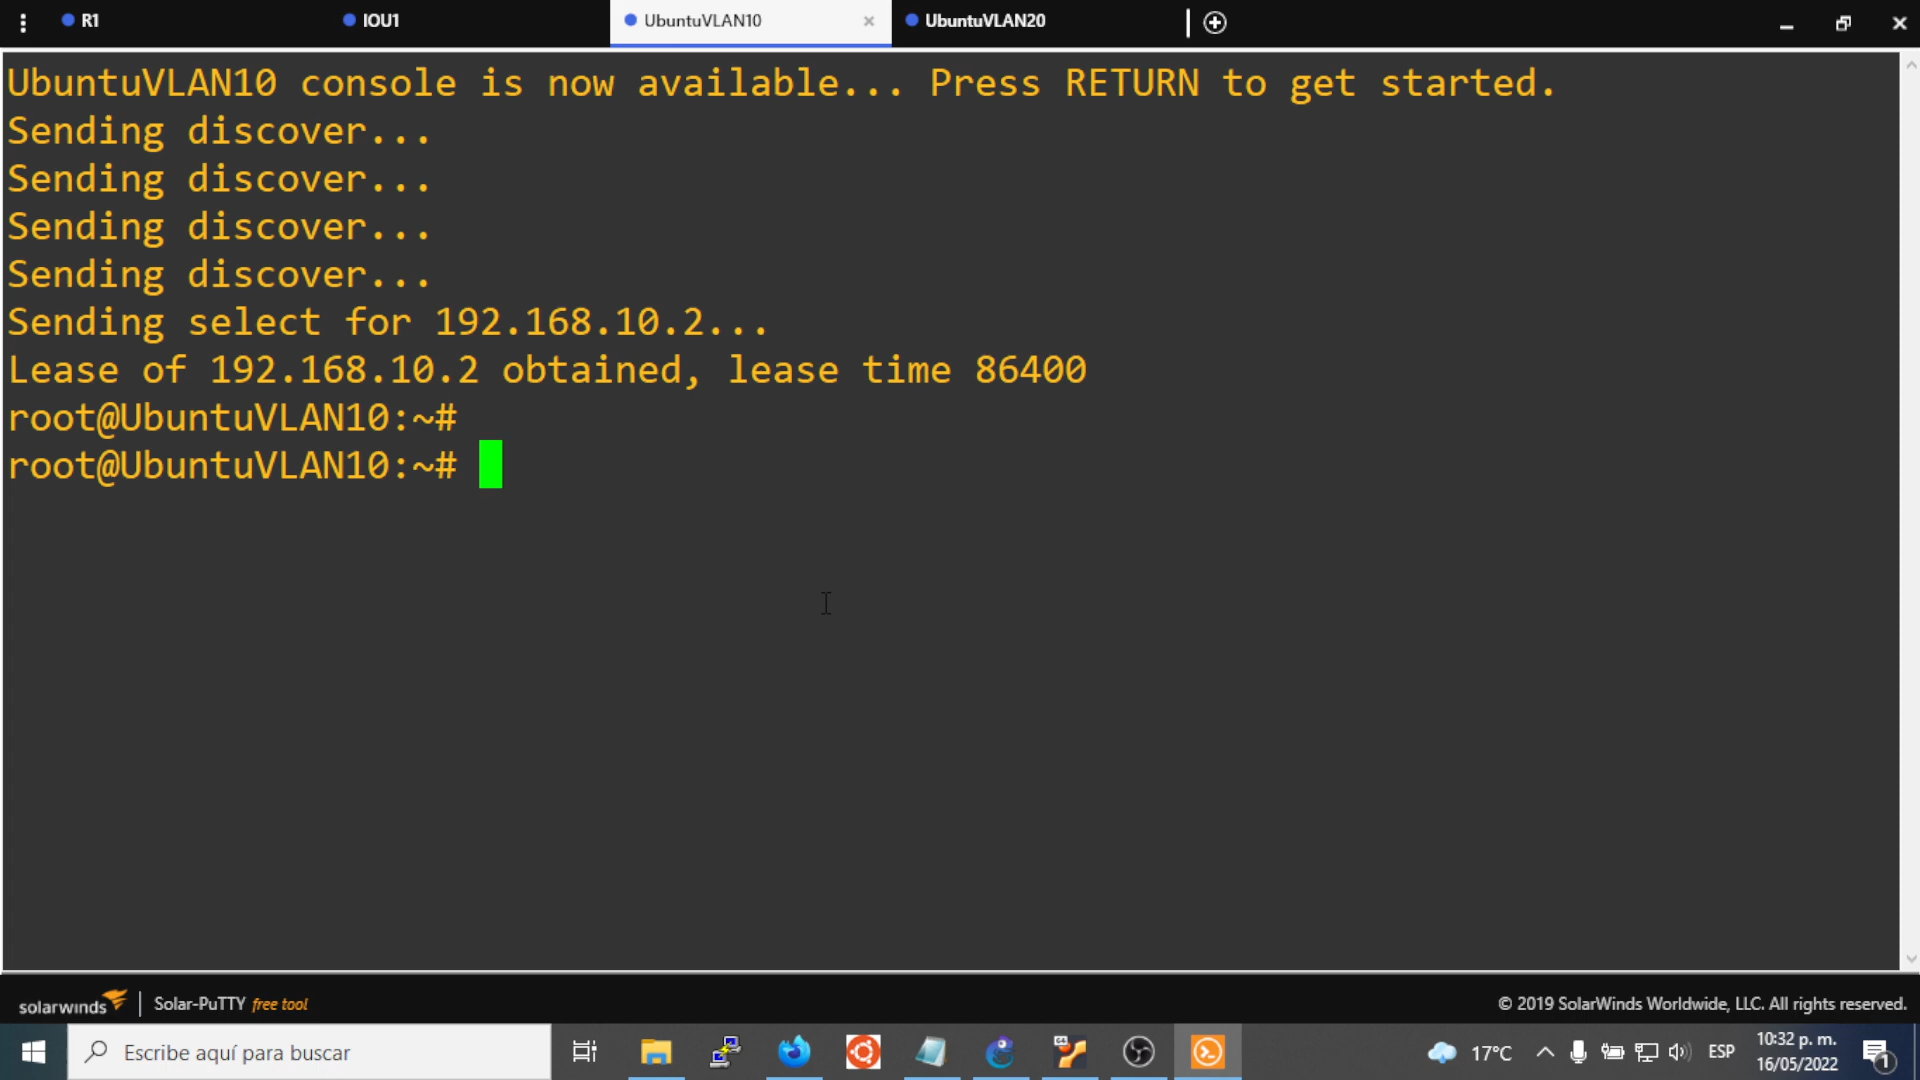 R1
IOU1
UbuntuVLAN10
UbuntuVLAN20
UbuntuVLAN10 console is now available... Press RETURN to get started.
Sending discover...
Sending discover...
Sending discover...
Sending discover...
Sending select for 192.168.10.2...
Lease of 192.168.10.2 obtained, lease time 86400
root@UbuntuVLAN10:~#
root@UbuntuVLAN10:~#
solarwinds Solar-PuTTY free tool
© 2019 SolarWinds Worldwide, LLC. All rights reserved.
Escribe aquí para buscar
64
17°C
ESP
10:32 p. m.
16/05/2022
1